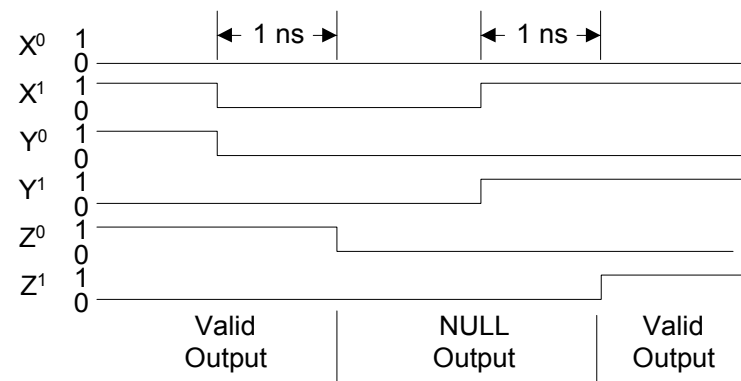 1 ns 1 ns
X⁰ 1
0
X¹ 1
0
Y⁰ 1
0
Y¹ 1
0
Z⁰ 1
0
Z¹ 1
0
Valid Output
NULL Output
Valid Output